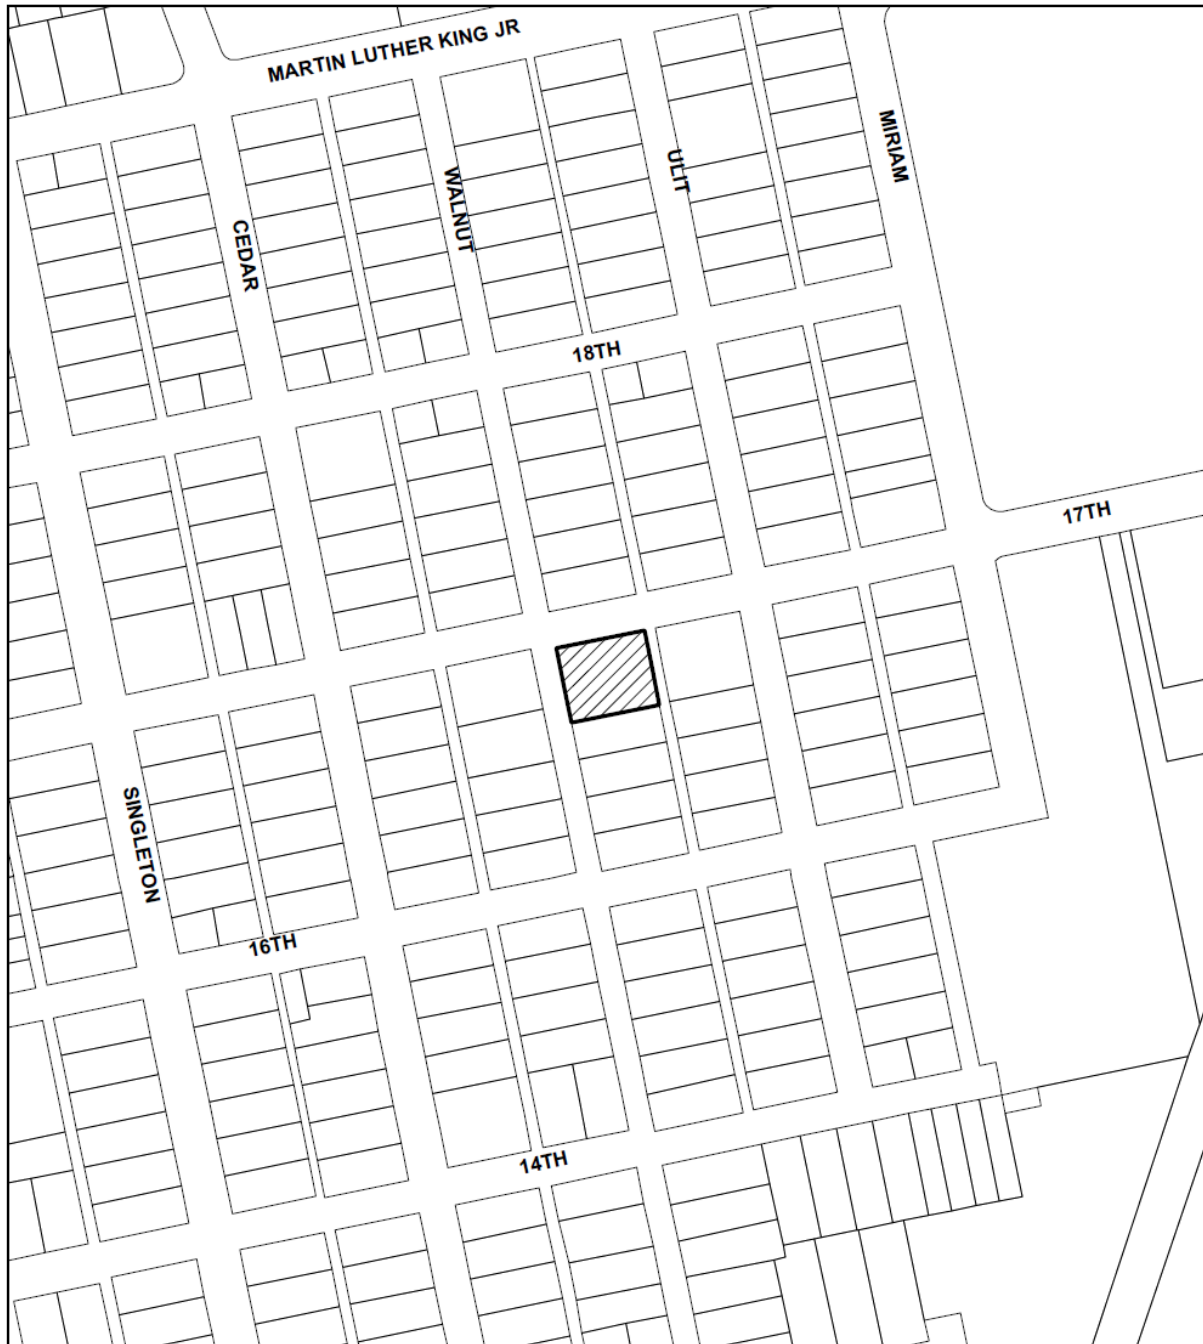 MARTIN LUTHER KING JR
MIRIAM
ULIT
WALNUT
CEDAR
18TH
17TH
SINGLETON
16TH
14TH